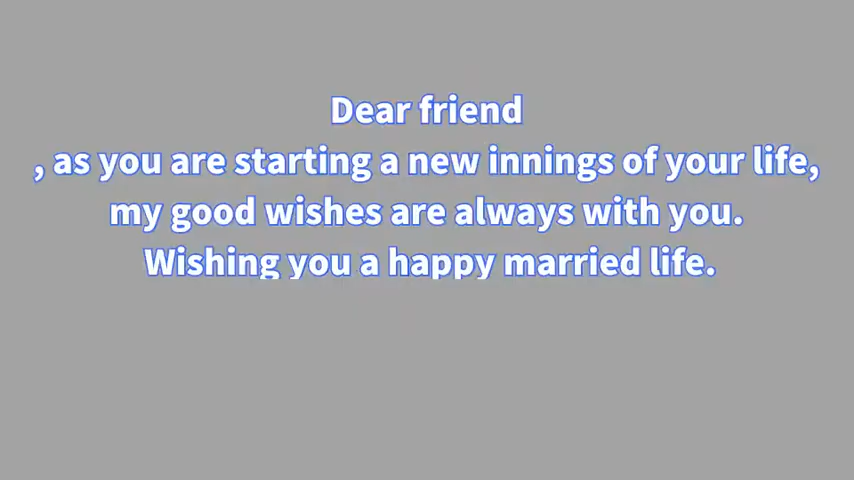 Dear friend
, as you are starting a new innings of your life,
my good wishes are always with you.
Wishing you a happy married life.